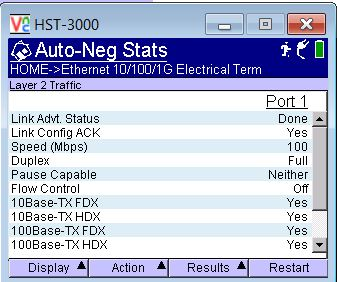 HST-3000
Auto-Neg Stats
HOME->Ethernet 10/100/1G Electrical Term
Layer 2 Traffic
Port 1
Link Advt. Status Done
Link Config ACK Yes
Speed (Mbps) 100
Duplex Full
Pause Capable Neither
Flow Control Off
10Base-TX FDX Yes
10Base-TX HDX Yes
100Base-TX FDX Yes
100Base-TX HDX Yes
Display Action Results Restart